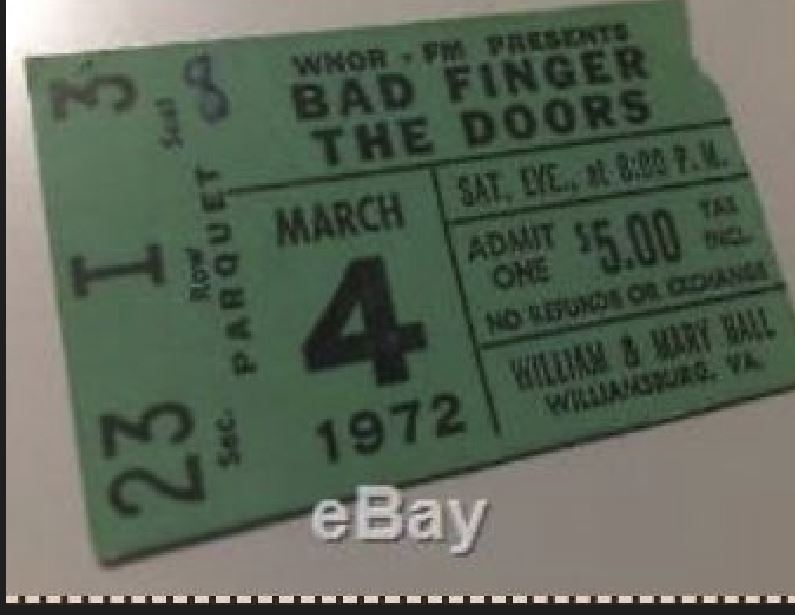 WNOR - FM PRESENTS
BAD FINGER
THE DOORS
SAT. EVE., at 8:00 P.M.
MARCH
4
1972
ADMIT
ONE
$5.00
TAX
INCL.
NO REFUNDS OR EXCHANGE
WILLIAM & MARY HALL
WILLIAMSBURG, VA.
3 Seat 8
I Row
PARQUET
23 Sec.
eBay